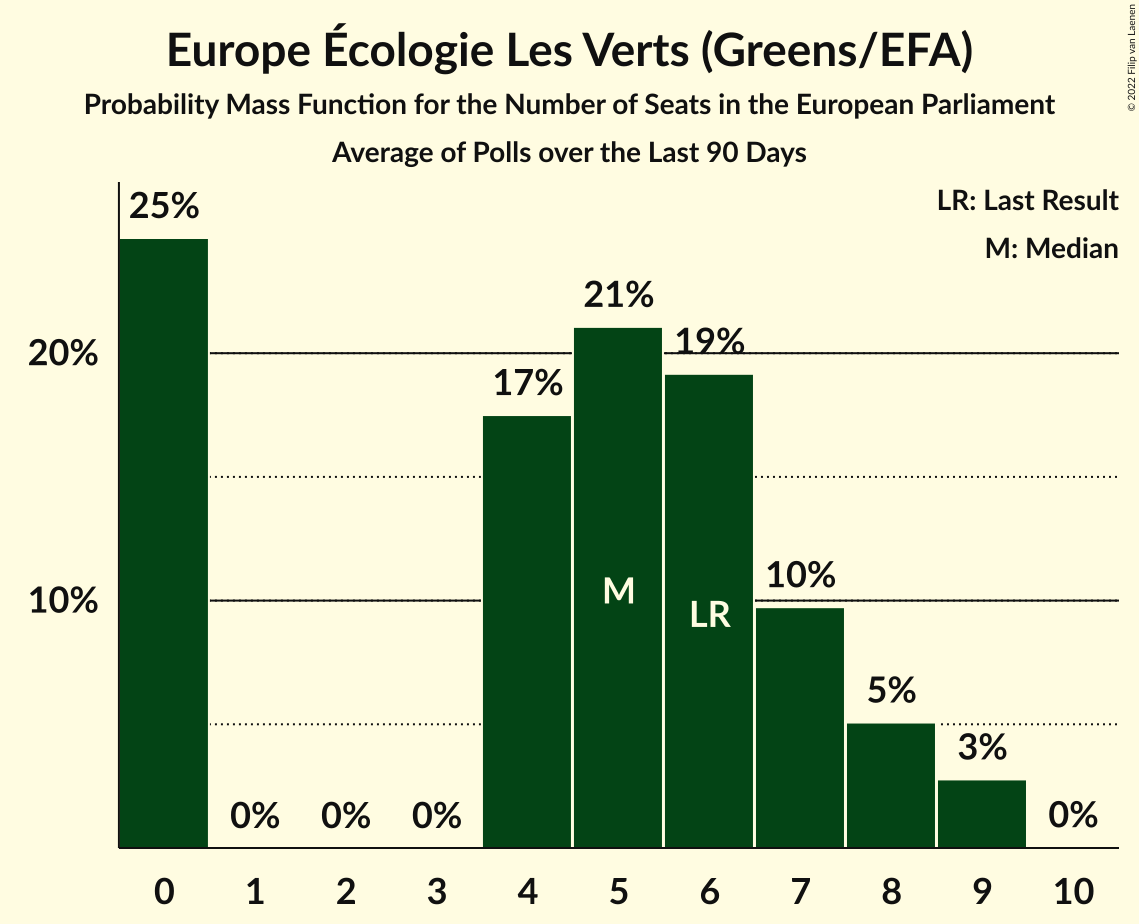 Europe Écologie Les Verts (Greens/EFA)
Probability Mass Function for the Number of Seats in the European Parliament
Average of Polls over the Last 90 Days
© 2022 Filip van Laenen
LR: Last Result
M: Median
25%
21%
20%
19%
17%
10%
10%
M
LR
5%
3%
0%
0%
0%
0%
0 1 2 3 4 5 6 7 8 9 10